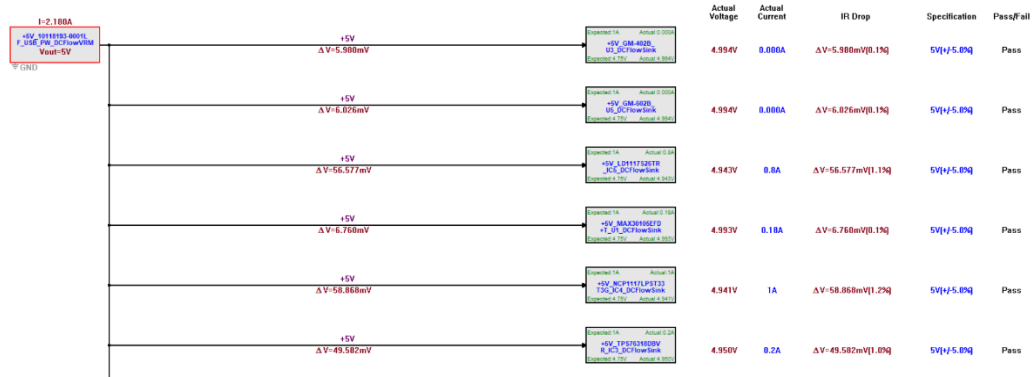 Actual Voltage Actual Current IR Drop Specification Pass/Fail
I=2.180A
+5V_10118193-0001L
F_USB_PW_DCFlowVRM
Vout=5V
GND
+5V
ΔV=5.980mV
Expected:1A Actual:0.000A
+5V_GM-402B_
U3_DCFlowSink
Expected:4.75V Actual:4.994V
4.994V 0.000A ΔV=5.980mV(0.1%) 5V(+/-5.0%) Pass
+5V
ΔV=6.026mV
Expected:1A Actual:0.000A
+5V_GM-602B_
U5_DCFlowSink
Expected:4.75V Actual:4.994V
4.994V 0.000A ΔV=6.026mV(0.1%) 5V(+/-5.0%) Pass
+5V
ΔV=56.577mV
Expected:1A Actual:0.8A
+5V_LD1117S25TR
_IC5_DCFlowSink
Expected:4.75V Actual:4.943V
4.943V 0.8A ΔV=56.577mV(1.1%) 5V(+/-5.0%) Pass
+5V
ΔV=6.760mV
Expected:1A Actual:0.18A
+5V_MAX30105EFD
+T_U1_DCFlowSink
Expected:4.75V Actual:4.993V
4.993V 0.18A ΔV=6.760mV(0.1%) 5V(+/-5.0%) Pass
+5V
ΔV=58.868mV
Expected:1A Actual:1A
+5V_NCP1117LPST33
T3G_IC4_DCFlowSink
Expected:4.75V Actual:4.941V
4.941V 1A ΔV=58.868mV(1.2%) 5V(+/-5.0%) Pass
+5V
ΔV=49.582mV
Expected:1A Actual:0.2A
+5V_TPS76318DBV
R_IC3_DCFlowSink
Expected:4.75V Actual:4.950V
4.950V 0.2A ΔV=49.582mV(1.0%) 5V(+/-5.0%) Pass